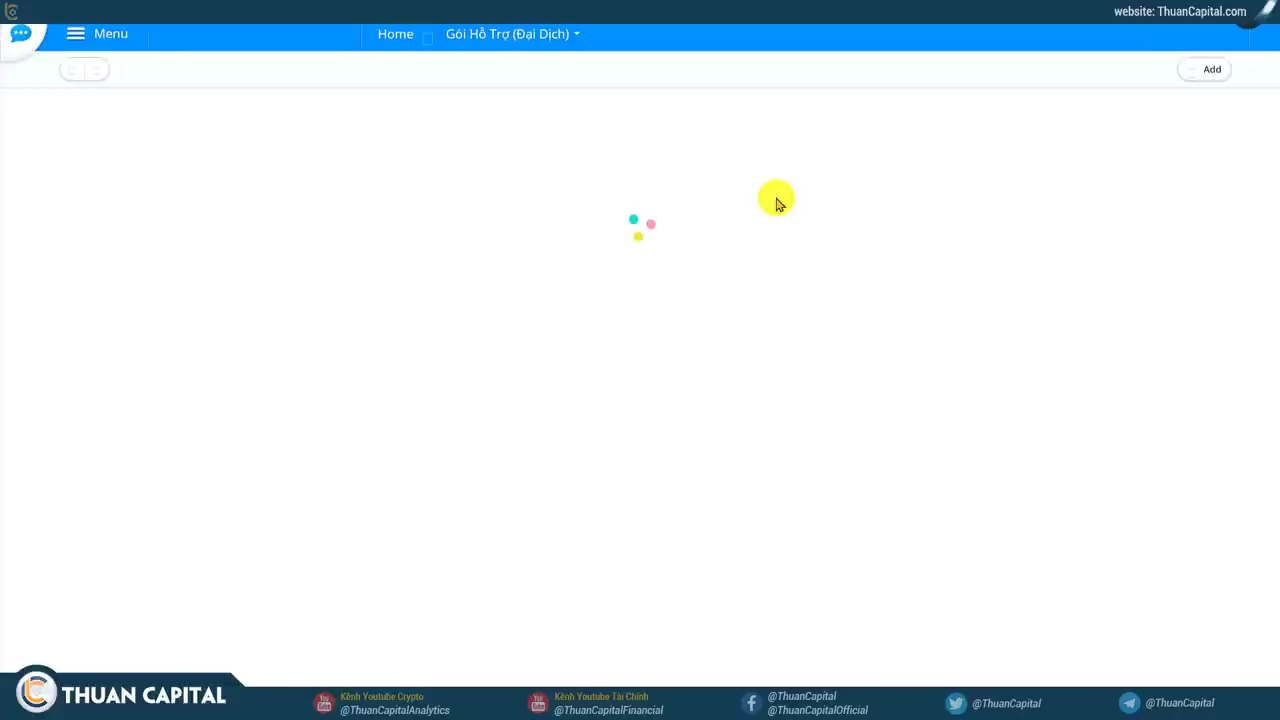 website: ThuanCapital.com
Menu
Home
Gói Hỗ Trợ (Đại Dịch)
Add
THUAN CAPITAL
Kênh Youtube Crypto
@ThuanCapitalAnalytics
Kênh Youtube Tài Chính
@ThuanCapitalFinancial
@ThuanCapital
@ThuanCapitalOfficial
@ThuanCapital
@ThuanCapital